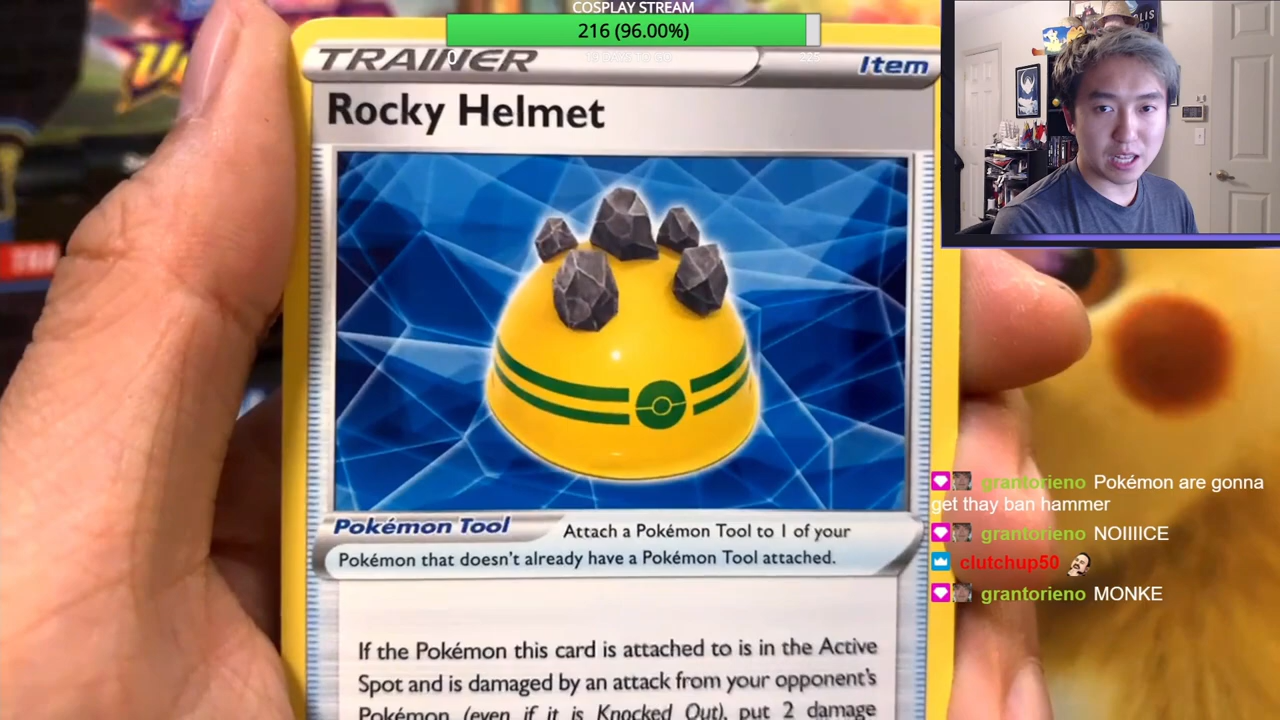 COSPLAY STREAM
216 (96.00%)
0
225
TRAINER
Item
Rocky Helmet
Pokémon Tool
Attach a Pokémon Tool to 1 of your
Pokémon that doesn't already have a Pokémon Tool attached.
If the Pokémon this card is attached to is in the Active
Spot and is damaged by an attack from your opponent's
Pokémon (even if it is Knocked Out), put 2 damage
grantorieno Pokémon are gonna
get thay ban hammer
grantorieno NOIIIICE
clutchup50
grantorieno MONKE